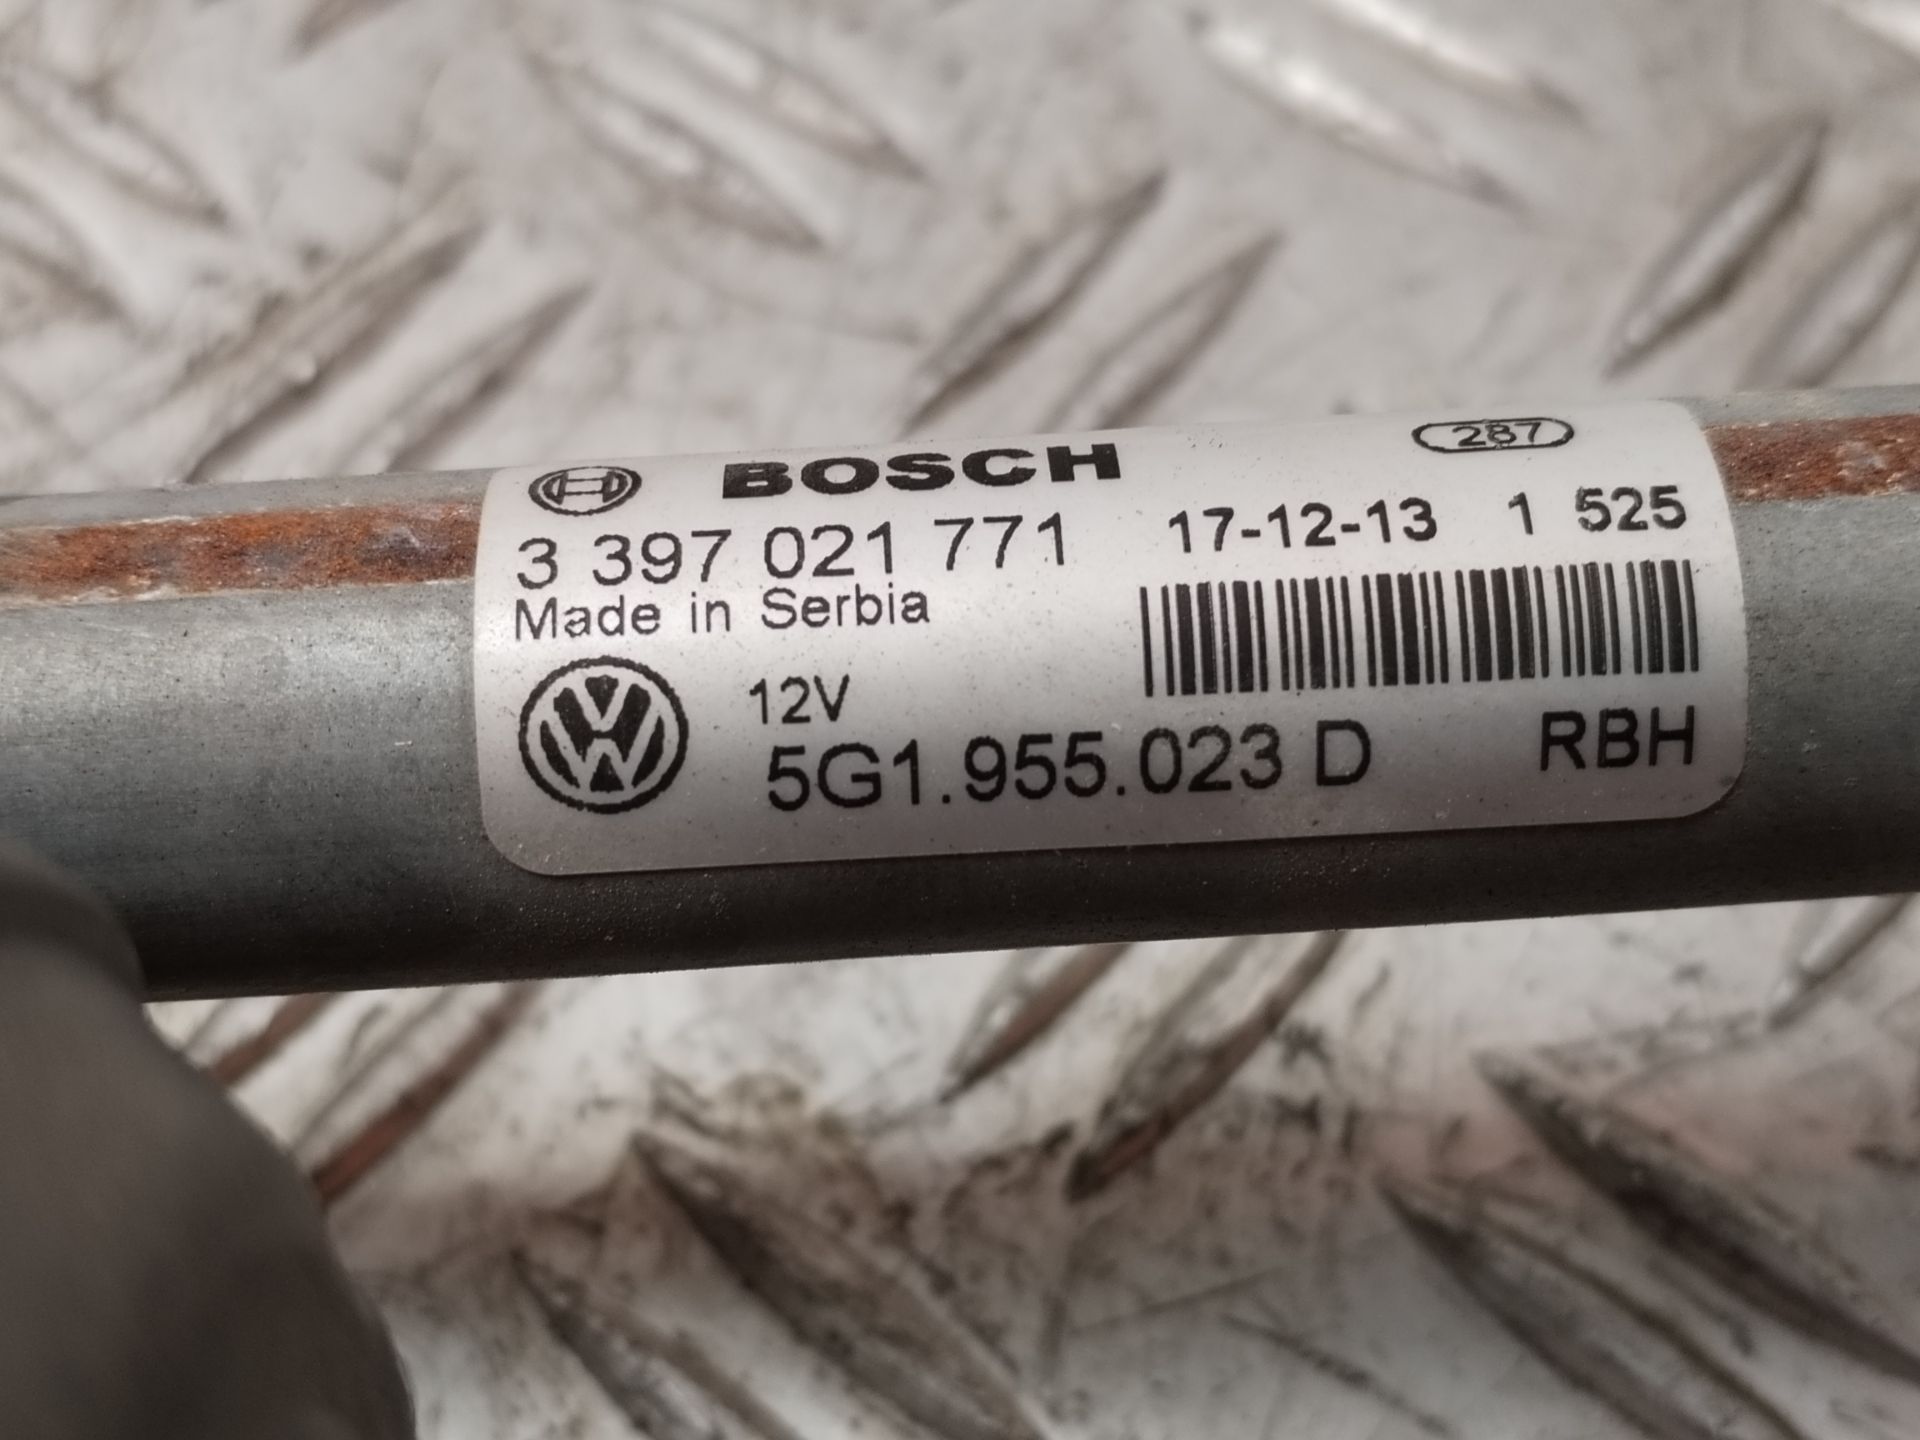 BOSCH 287
3 397 021 771 17-12-13 1 525
Made in Serbia
12V
5G1.955.023 D RBH